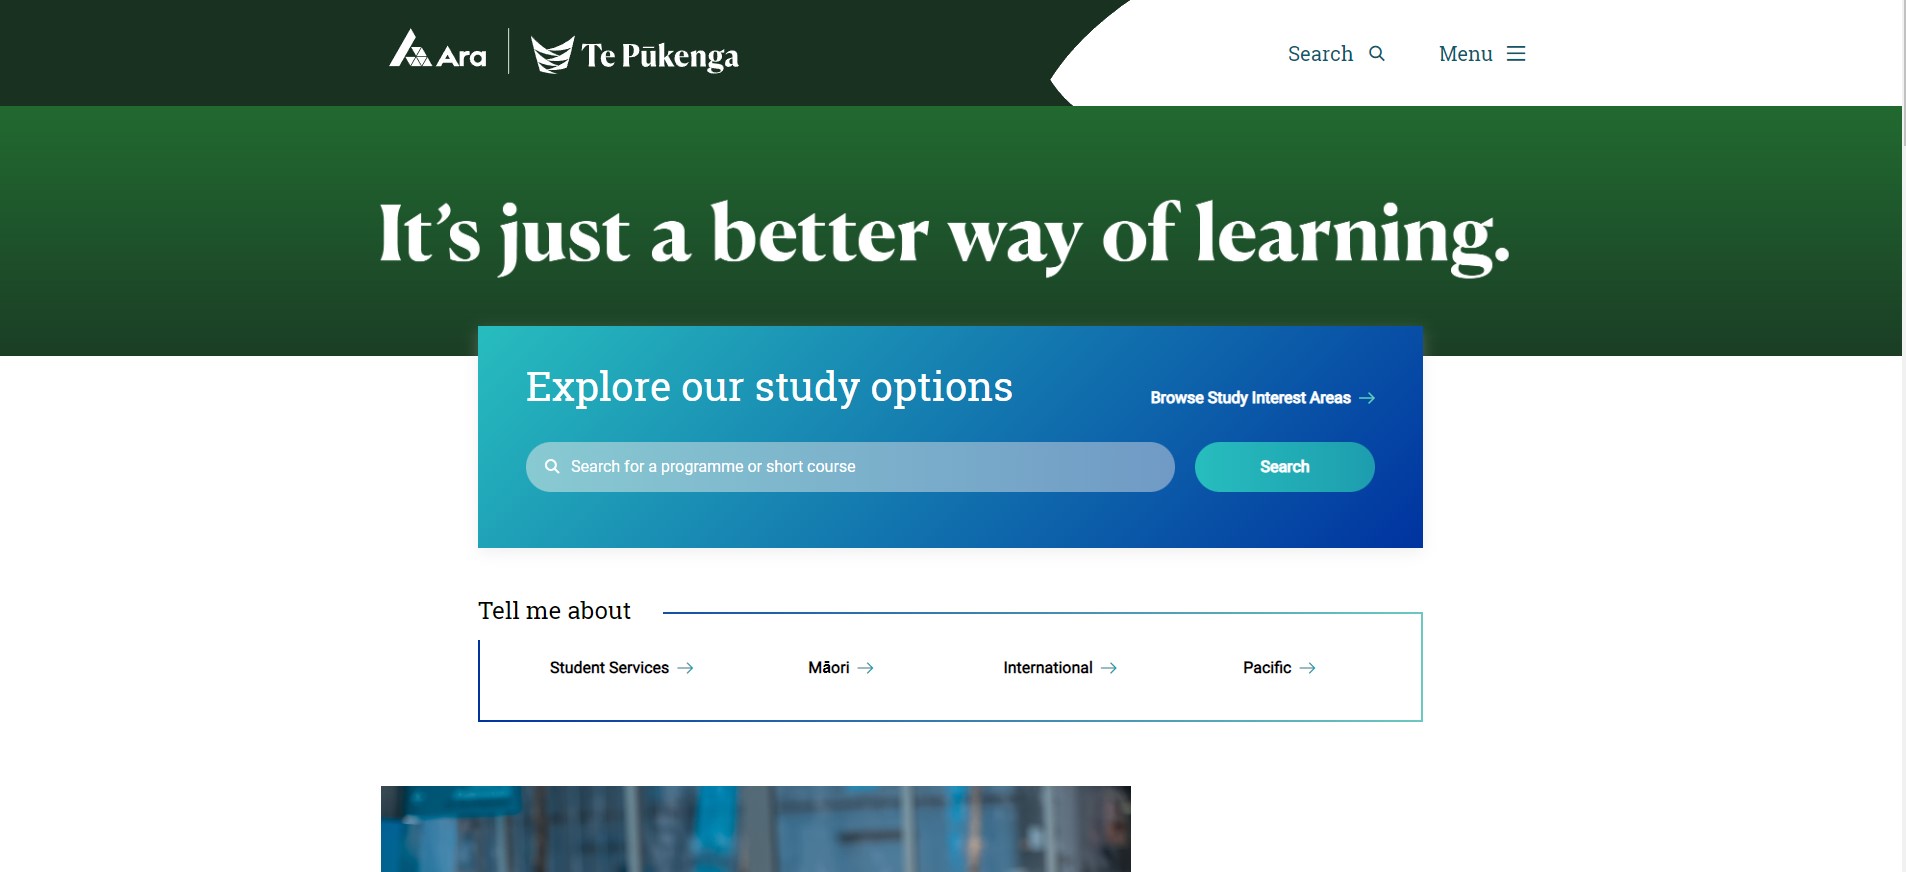 Ara | Te Pūkenga
Search
Menu
It’s just a better way of learning.
Explore our study options
Browse Study Interest Areas
Search for a programme or short course
Search
Tell me about
Student Services
Māori
International
Pacific